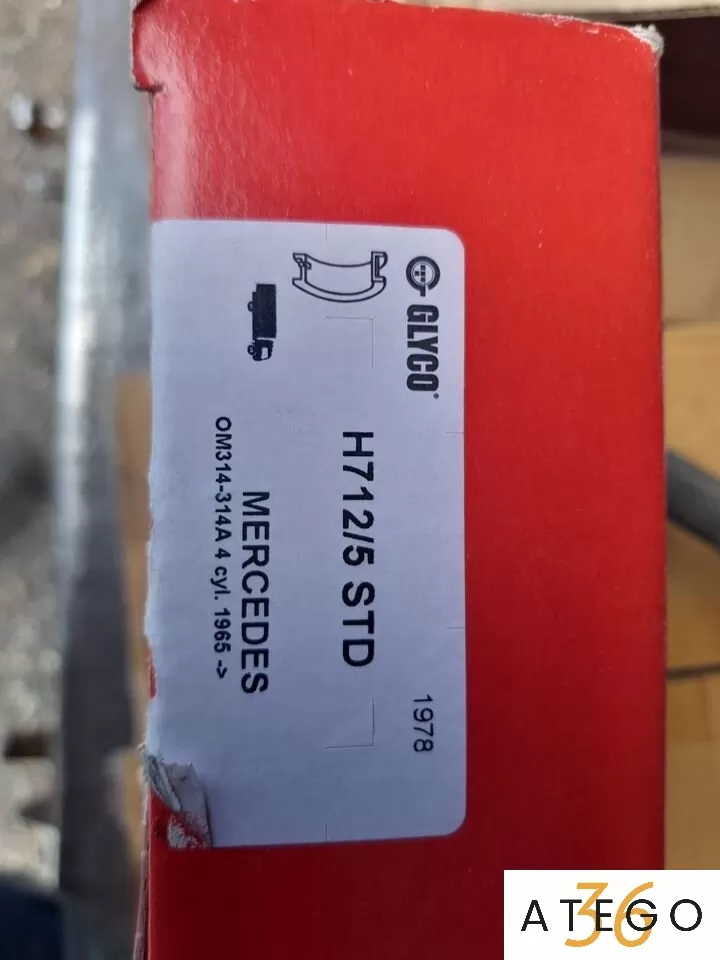 GLYCO®
1978
H712/5 STD
MERCEDES
OM314-314A 4 cyl. 1965 ->
36
ATEGO